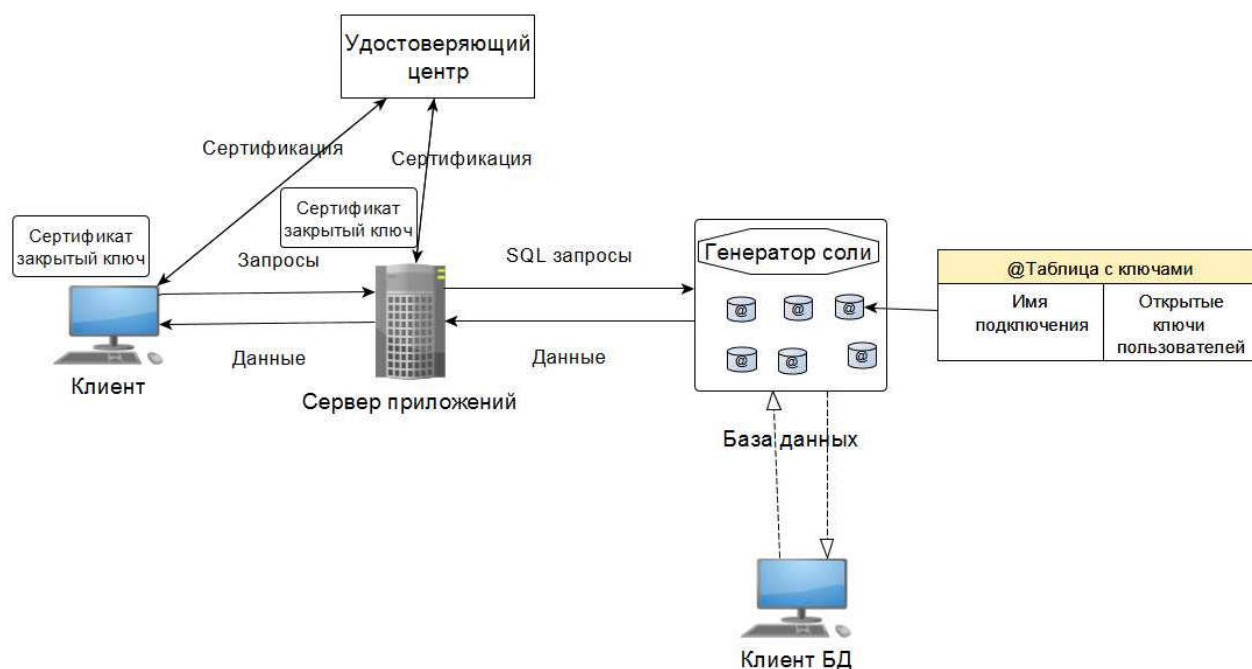 Удостоверяющий
центр
Сертификация
Сертификация
Сертификат
закрытый ключ
Сертификат
закрытый ключ
Запросы
SQL запросы
Генератор соли
@Таблица с ключами
Имя
подключения
Открытые
ключи
пользователей
@
@
@
@
@
@
Данные
Данные
Клиент
Сервер приложений
База данных
Клиент БД